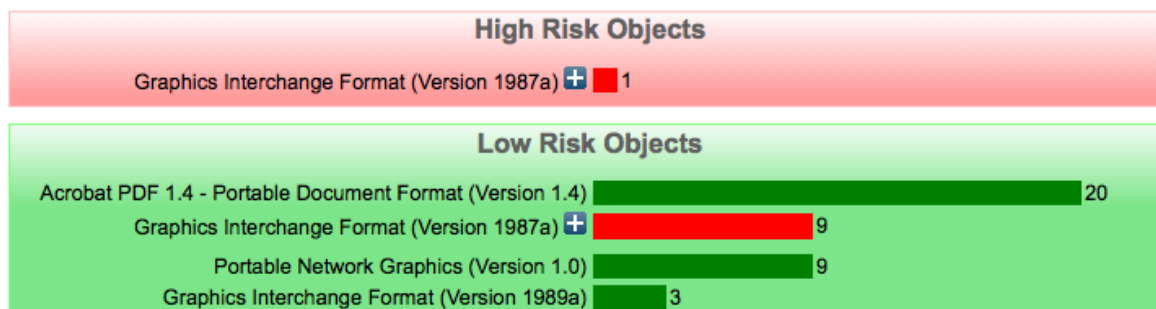 High Risk Objects
Graphics Interchange Format (Version 1987a) 1
Low Risk Objects
Acrobat PDF 1.4 - Portable Document Format (Version 1.4) 20
Graphics Interchange Format (Version 1987a) 9
Portable Network Graphics (Version 1.0) 9
Graphics Interchange Format (Version 1989a) 3